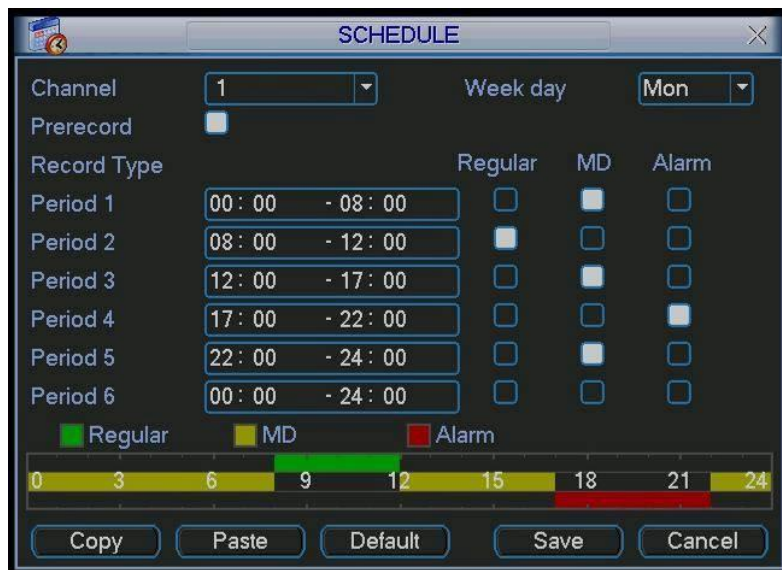 SCHEDULE
Channel 1 Week day Mon
Prerecord
Record Type Regular MD Alarm
Period 1 00: 00 - 08: 00
Period 2 08: 00 - 12: 00
Period 3 12: 00 - 17: 00
Period 4 17: 00 - 22: 00
Period 5 22: 00 - 24: 00
Period 6 00: 00 - 24: 00
Regular MD Alarm
0 3 6 9 12 15 18 21 24
Copy Paste Default Save Cancel